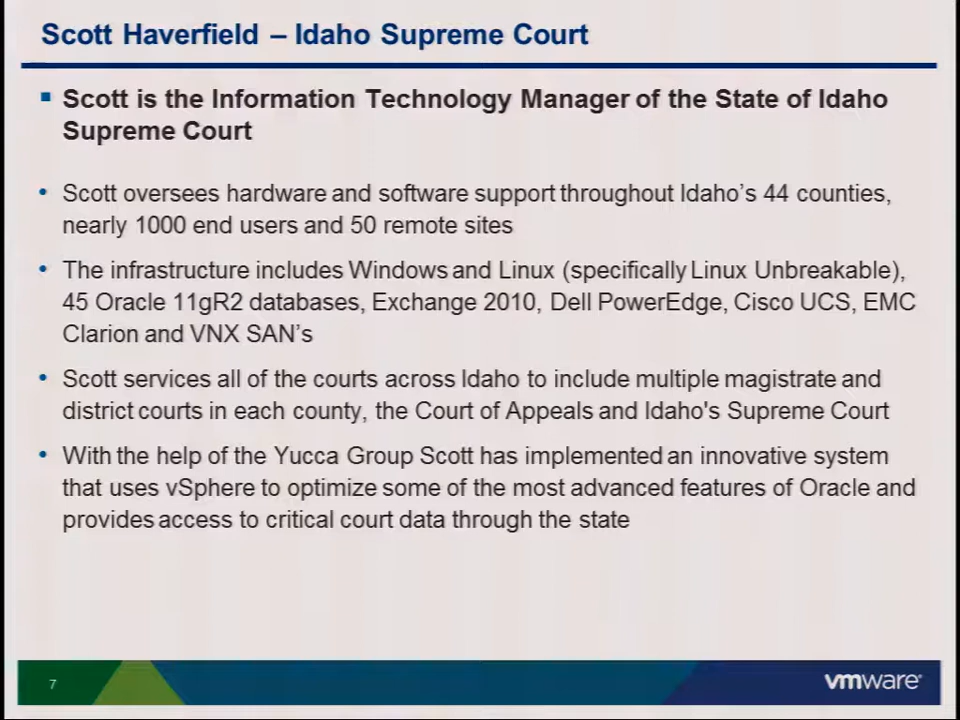 Scott Haverfield – Idaho Supreme Court
Scott is the Information Technology Manager of the State of Idaho
Supreme Court
Scott oversees hardware and software support throughout Idaho’s 44 counties,
nearly 1000 end users and 50 remote sites
The infrastructure includes Windows and Linux (specifically Linux Unbreakable),
45 Oracle 11gR2 databases, Exchange 2010, Dell PowerEdge, Cisco UCS, EMC
Clarion and VNX SAN’s
Scott services all of the courts across Idaho to include multiple magistrate and
district courts in each county, the Court of Appeals and Idaho's Supreme Court
With the help of the Yucca Group Scott has implemented an innovative system
that uses vSphere to optimize some of the most advanced features of Oracle and
provides access to critical court data through the state
7
vmware